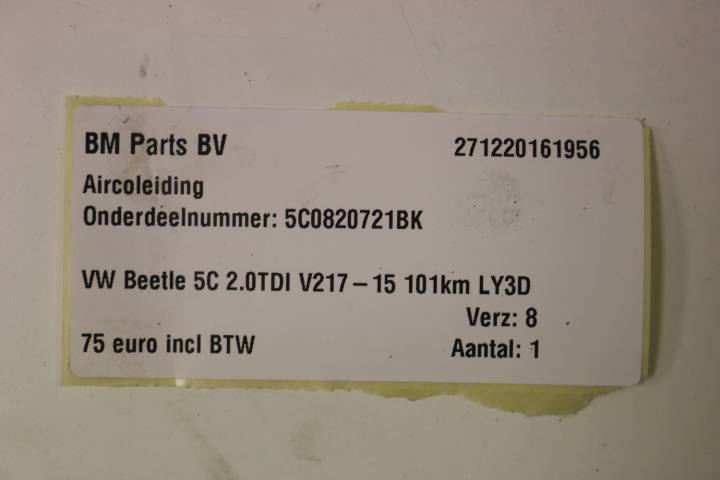 BM Parts BV 271220161956
Aircoleiding
Onderdeelnummer: 5C0820721BK
VW Beetle 5C 2.0TDI V217-15 101km LY3D
Verz: 8
75 euro incl BTW Aantal: 1